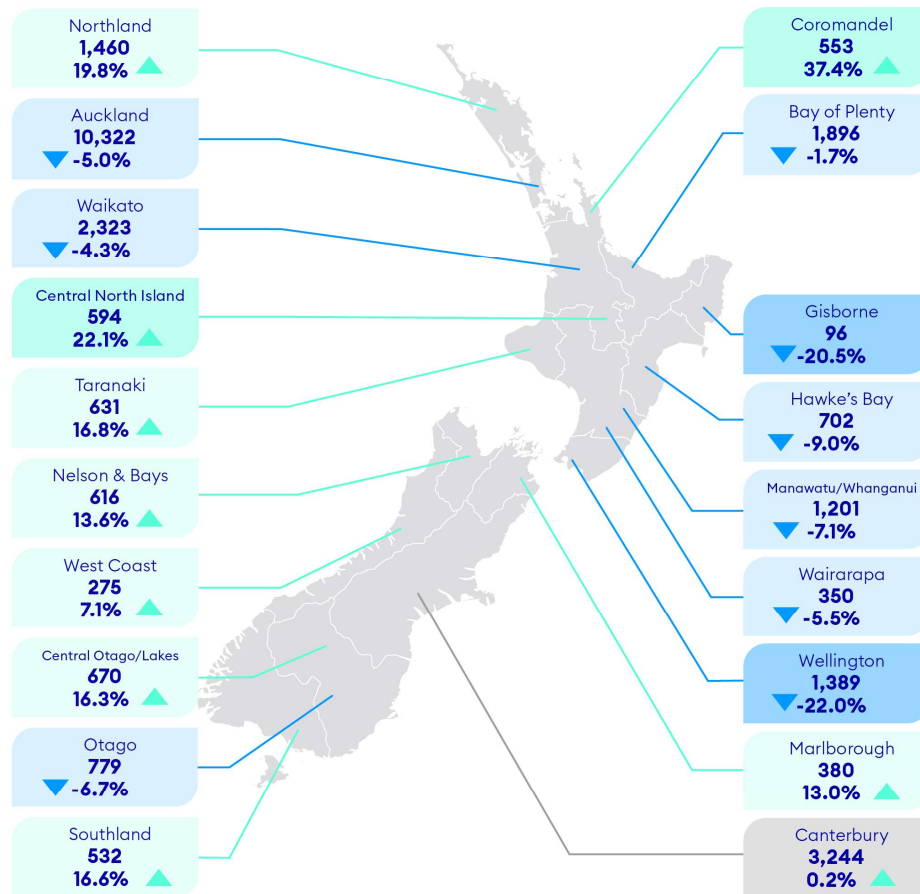 Northland
1,460
19.8%
Auckland
10,322
-5.0%
Waikato
2,323
-4.3%
Central North Island
594
22.1%
Taranaki
631
16.8%
Nelson & Bays
616
13.6%
West Coast
275
7.1%
Central Otago/Lakes
670
16.3%
Otago
779
-6.7%
Southland
532
16.6%
Coromandel
553
37.4%
Bay of Plenty
1,896
-1.7%
Gisborne
96
-20.5%
Hawke's Bay
702
-9.0%
Manawatu/Whanganui
1,201
-7.1%
Wairarapa
350
-5.5%
Wellington
1,389
-22.0%
Marlborough
380
13.0%
Canterbury
3,244
0.2%